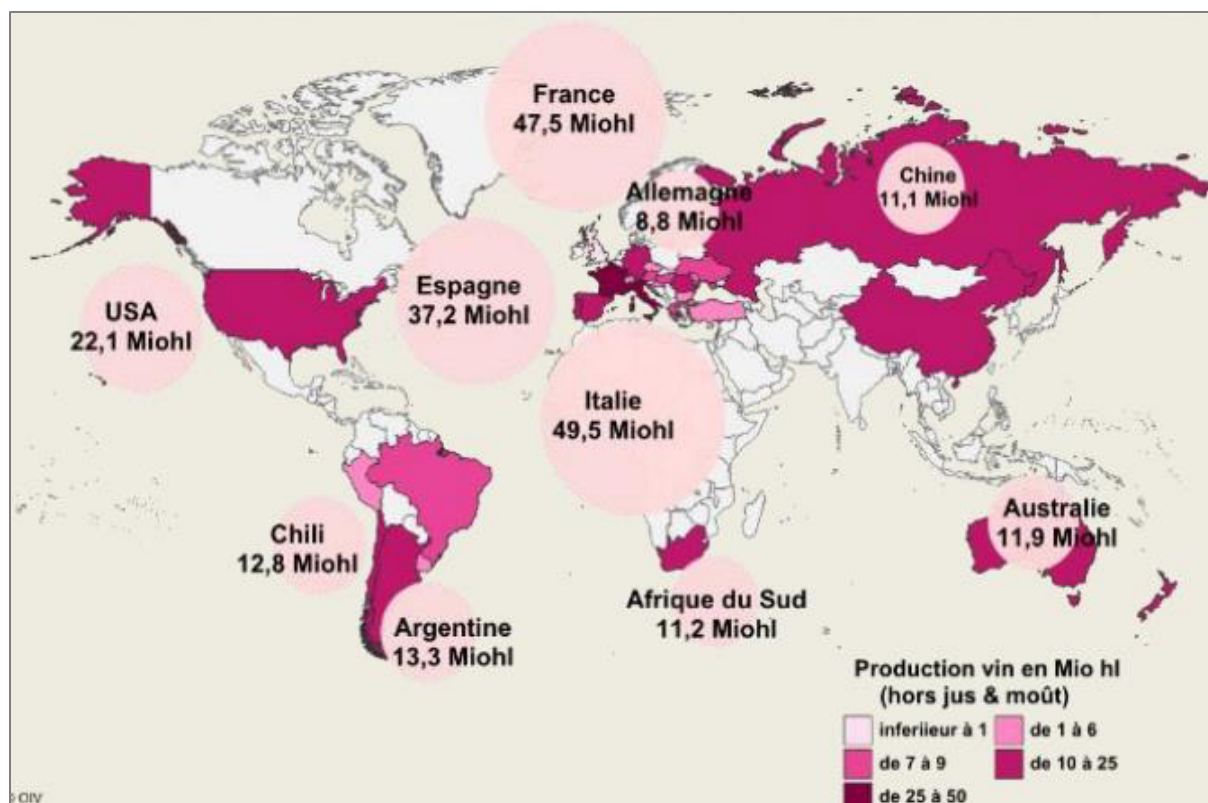 France
47,5 Miohl
Chine
11,1 Miohl
Allemagne
8,8 Miohl
Espagne
37,2 Miohl
USA
22,1 Miohl
Italie
49,5 Miohl
Australie
11,9 Miohl
Chili
12,8 Miohl
Afrique du Sud
11,2 Miohl
Argentine
13,3 Miohl
Production vin en Mio hl
(hors jus & moût)
inferiieur à 1
de 1 à 6
de 7 à 9
de 10 à 25
de 25 à 50
© OIV